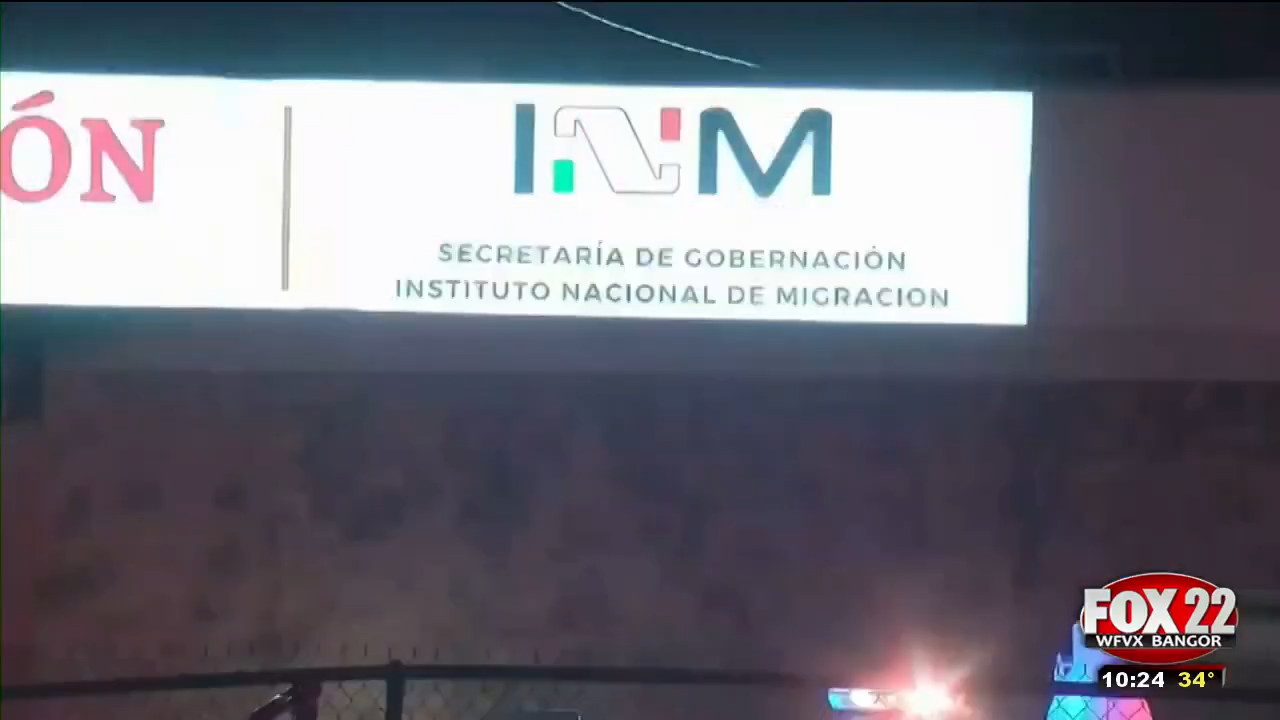 ÓN
INM
SECRETARÍA DE GOBERNACIÓN
INSTITUTO NACIONAL DE MIGRACION
FOX 22
WFVX BANGOR
10:24 34°